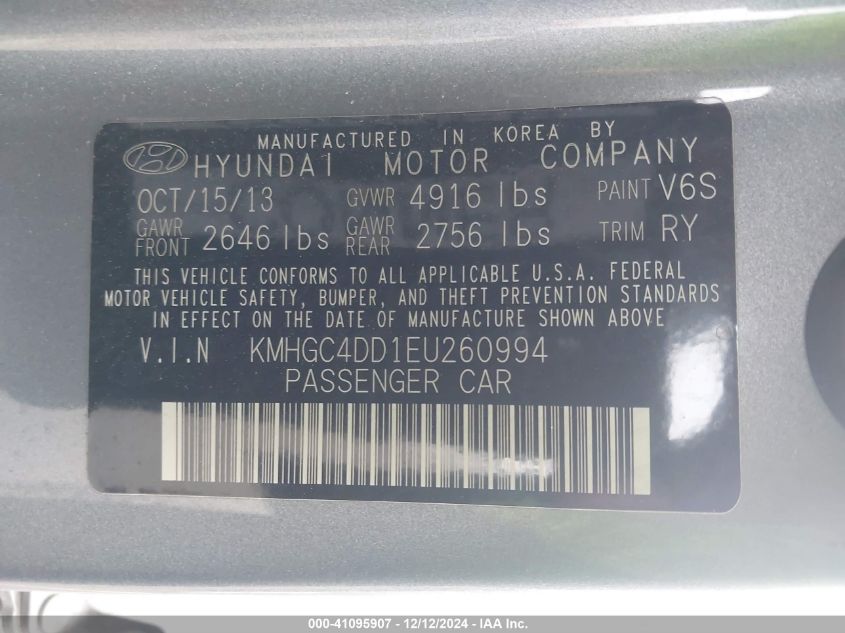 MANUFACTURED IN KOREA BY
HYUNDAI MOTOR COMPANY
OCT/15/13 GVWR 4916 lbs PAINT V6S
GAWR FRONT 2646 lbs GAWR REAR 2756 lbs TRIM RY
THIS VEHICLE CONFORMS TO ALL APPLICABLE U.S.A. FEDERAL
MOTOR VEHICLE SAFETY, BUMPER, AND THEFT PREVENTION STANDARDS
IN EFFECT ON THE DATE OF MANUFACTURE SHOWN ABOVE
V.I.N KMHGC4DD1EU260994
PASSENGER CAR
000-41095907 - 12/12/2024 - IAA Inc.